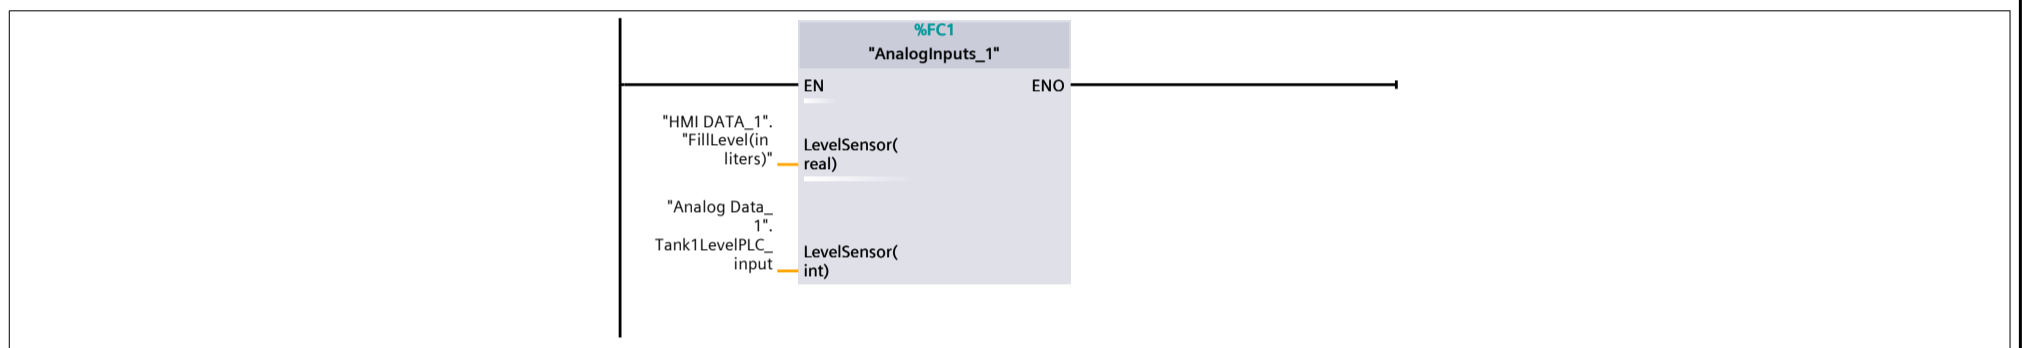 %FC1
"AnalogInputs_1"
EN
ENO
"HMI DATA_1".
"FillLevel(in
liters)"
LevelSensor(
real)
"Analog Data_
1".
Tank1LevelPLC_
input
LevelSensor(
int)